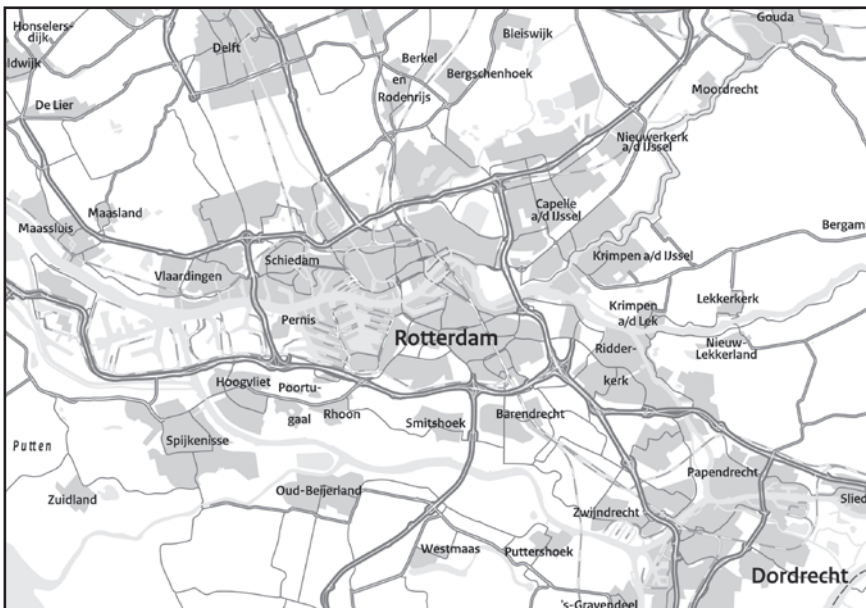 Honselers-
dijk
Delft
Gouda
Bleiswijk
Berkel
en
Rodenrijs
Bergschenhoek
ldwijk
De Lier
Moordrecht
Nieuwerkerk
a/d IJssel
Maasland
Maassluis
Capelle
a/d IJssel
Bergam
Vlaardingen
Schiedam
Krimpen a/d IJssel
Lekkerkerk
Krimpen
a/d Lek
Pernis
Rotterdam
Nieuw-
Lekkerland
Ridder-
kerk
Hoogvliet
Poortu-
gaal
Rhoon
Smitshoek
Barendrecht
Spijkenisse
Putten
Papendrecht
Zuidland
Oud-Beijerland
Slied
Zwijndrecht
Westmaas
Puttershoek
Dordrecht
's-Gravendeel